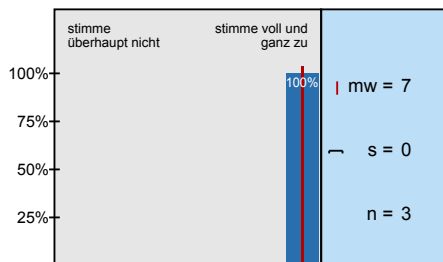 stimme
überhaupt nicht
stimme voll und
ganz zu
100%
75%
50%
25%
100%
mw = 7
s = 0
n = 3